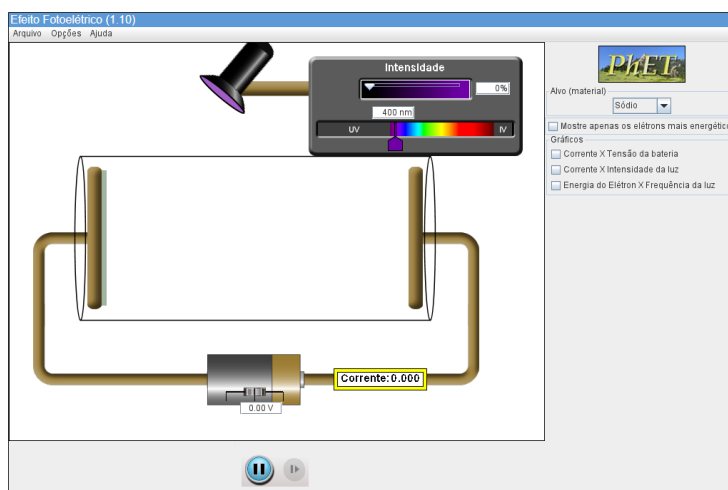 Efeito Fotoelétrico (1.10)
Arquivo Opções Ajuda
Intensidade
0%
400 nm
UV
IV
PhET
Alvo (material)
Sódio
Mostre apenas os elétrons mais energético
Gráficos
Corrente X Tensão da bateria
Corrente X Intensidade da luz
Energia do Elétron X Frequência da luz
Corrente:0.000
0.00 V